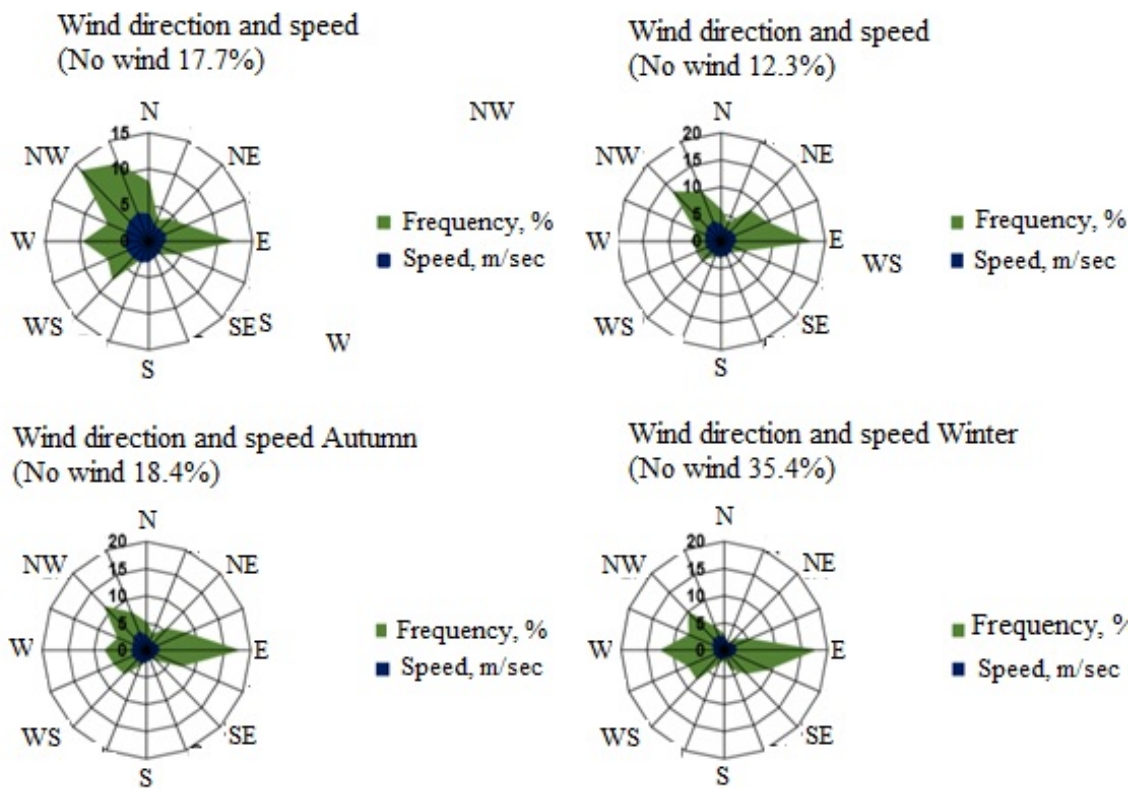 Wind direction and speed
(No wind 17.7%)
N
15
10
5
0
NW
NE
W
E
WS
SE
S
S
Frequency, %
Speed, m/sec
NW
W
Wind direction and speed
(No wind 12.3%)
N
20
15
10
5
0
NW
NE
W
E
WS
SE
S
Frequency, %
Speed, m/sec
WS
Wind direction and speed Autumn
(No wind 18.4%)
N
20
15
10
5
0
NW
NE
W
E
WS
SE
S
Frequency, %
Speed, m/sec
Wind direction and speed Winter
(No wind 35.4%)
N
20
15
10
5
0
NW
NE
W
E
WS
SE
S
Frequency, %
Speed, m/sec